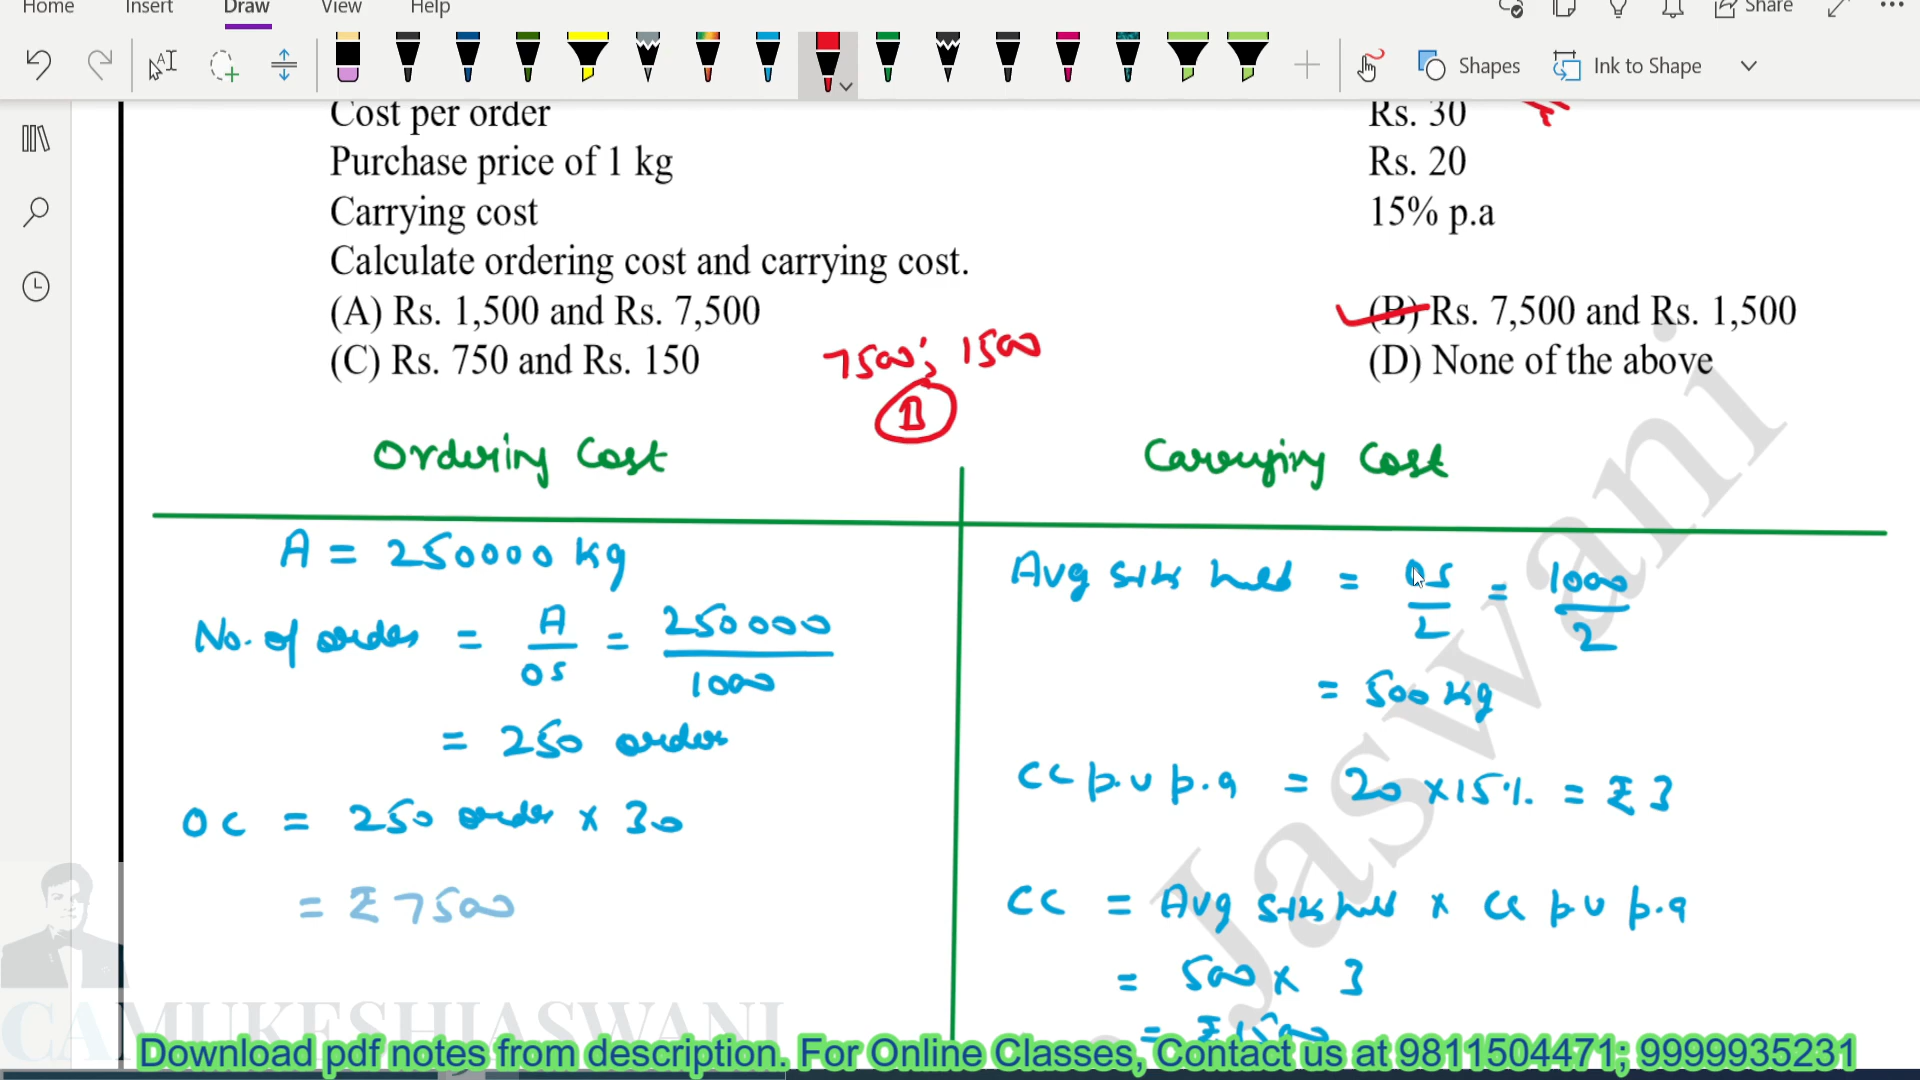 Home Insert Draw View Help Share
Shapes Ink to Shape
Cost per order Rs. 30
Purchase price of 1 kg Rs. 20
Carrying cost 15% p.a
Calculate ordering cost and carrying cost.
(A) Rs. 1,500 and Rs. 7,500 (B) Rs. 7,500 and Rs. 1,500
(C) Rs. 750 and Rs. 150 (D) None of the above
7500; 1500
B
Ordering Cost Carrying Cost
A = 250000 kg
No. of order = A/OS = 250000/1000
= 250 order
OC = 250 order × 30
= ₹ 7500
Avg stk held = OS/2 = 1000/2
= 500 kg
CC p.u p.a = 20 × 15% = ₹ 3
CC = Avg stk held × CC p u p.a
= 500 × 3
= ₹ 1500
Jaswani
CAMUKESHJASWANI
Download pdf notes from description. For Online Classes, Contact us at 9811504471; 9999935231